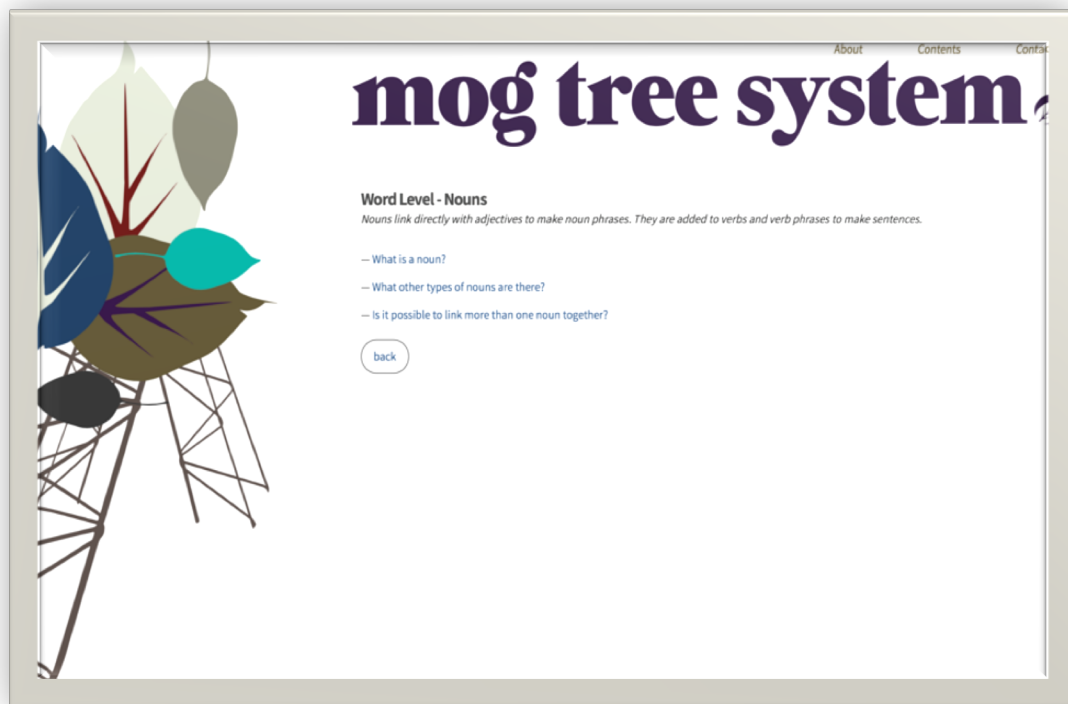 About Contents
mog tree system
Word Level - Nouns
Nouns link directly with adjectives to make noun phrases. They are added to verbs and verb phrases to make sentences.
— What is a noun?
— What other types of nouns are there?
— Is it possible to link more than one noun together?
back